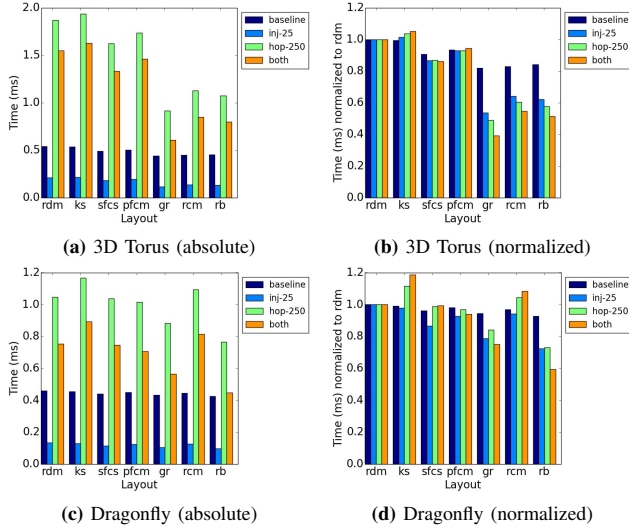 2.0
1.5
1.0
0.5
0.0
Time (ms)
rdm ks sfcs pfcm gr rcm rb
Layout
baseline
inj-25
hop-250
both
(a) 3D Torus (absolute)
1.2
1.0
0.8
0.6
0.4
0.2
0.0
Time (ms) normalized to rdm
rdm ks sfcs pfcm gr rcm rb
Layout
baseline
inj-25
hop-250
both
(b) 3D Torus (normalized)
1.2
1.0
0.8
0.6
0.4
0.2
0.0
Time (ms)
rdm ks sfcs pfcm gr rcm rb
Layout
baseline
inj-25
hop-250
both
(c) Dragonfly (absolute)
1.2
1.0
0.8
0.6
0.4
0.2
0.0
Time (ms) normalized to rdm
rdm ks sfcs pfcm gr rcm rb
Layout
baseline
inj-25
hop-250
both
(d) Dragonfly (normalized)